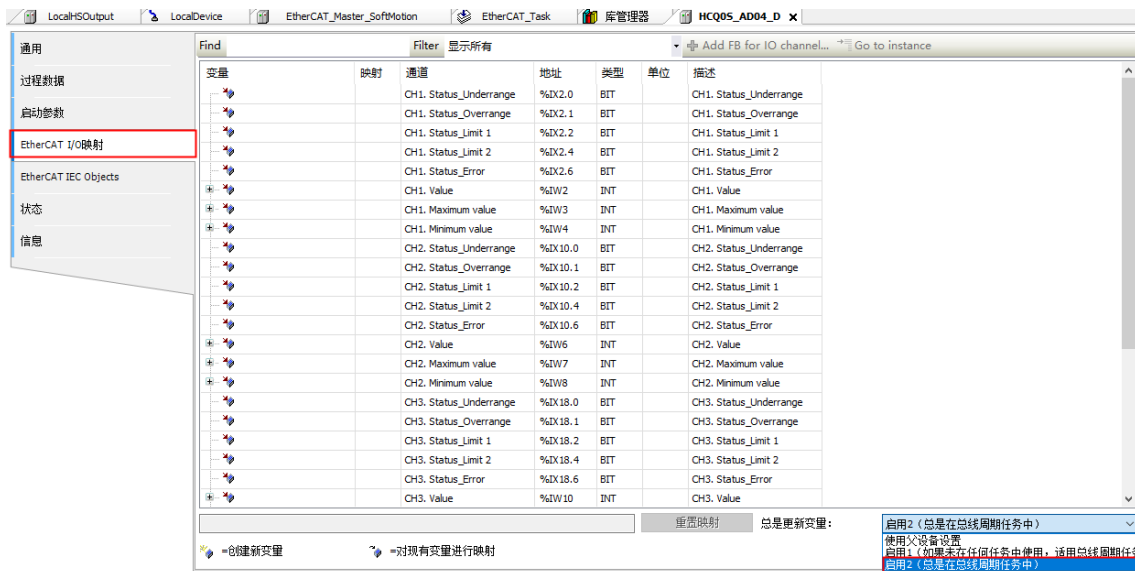 LocalHSOutput LocalDevice EtherCAT_Master_SoftMotion EtherCAT_Task 库管理器 HCQ05_AD04_D x
通用
过程数据
启动参数
EtherCAT I/O映射
EtherCAT IEC Objects
状态
信息
Find Filter 显示所有 Add FB for IO channel... Go to instance
变量 映射 通道 地址 类型 单位 描述
CH1. Status_Underrange %IX2.0 BIT CH1. Status_Underrange
CH1. Status_Overrange %IX2.1 BIT CH1. Status_Overrange
CH1. Status_Limit 1 %IX2.2 BIT CH1. Status_Limit 1
CH1. Status_Limit 2 %IX2.4 BIT CH1. Status_Limit 2
CH1. Status_Error %IX2.6 BIT CH1. Status_Error
CH1. Value %IW2 INT CH1. Value
CH1. Maximum value %IW3 INT CH1. Maximum value
CH1. Minimum value %IW4 INT CH1. Minimum value
CH2. Status_Underrange %IX10.0 BIT CH2. Status_Underrange
CH2. Status_Overrange %IX10.1 BIT CH2. Status_Overrange
CH2. Status_Limit 1 %IX10.2 BIT CH2. Status_Limit 1
CH2. Status_Limit 2 %IX10.4 BIT CH2. Status_Limit 2
CH2. Status_Error %IX10.6 BIT CH2. Status_Error
CH2. Value %IW6 INT CH2. Value
CH2. Maximum value %IW7 INT CH2. Maximum value
CH2. Minimum value %IW8 INT CH2. Minimum value
CH3. Status_Underrange %IX18.0 BIT CH3. Status_Underrange
CH3. Status_Overrange %IX18.1 BIT CH3. Status_Overrange
CH3. Status_Limit 1 %IX18.2 BIT CH3. Status_Limit 1
CH3. Status_Limit 2 %IX18.4 BIT CH3. Status_Limit 2
CH3. Status_Error %IX18.6 BIT CH3. Status_Error
CH3. Value %IW10 INT CH3. Value
重置映射 总是更新变量: 启用2（总是在总线周期任务中）
使用父设备设置
启用1（如果未在任何任务中使用，适用总线周期任
启用2（总是在总线周期任务中）
=创建新变量 =对现有变量进行映射